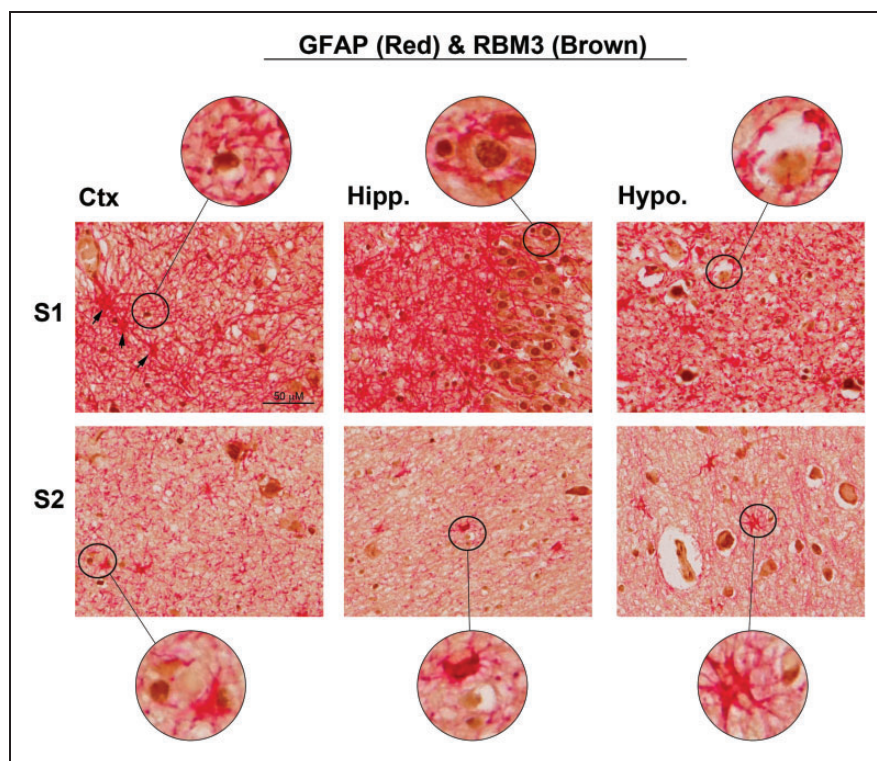 GFAP (Red) & RBM3 (Brown)
Ctx
Hipp.
Hypo.
S1
50 µM
S2